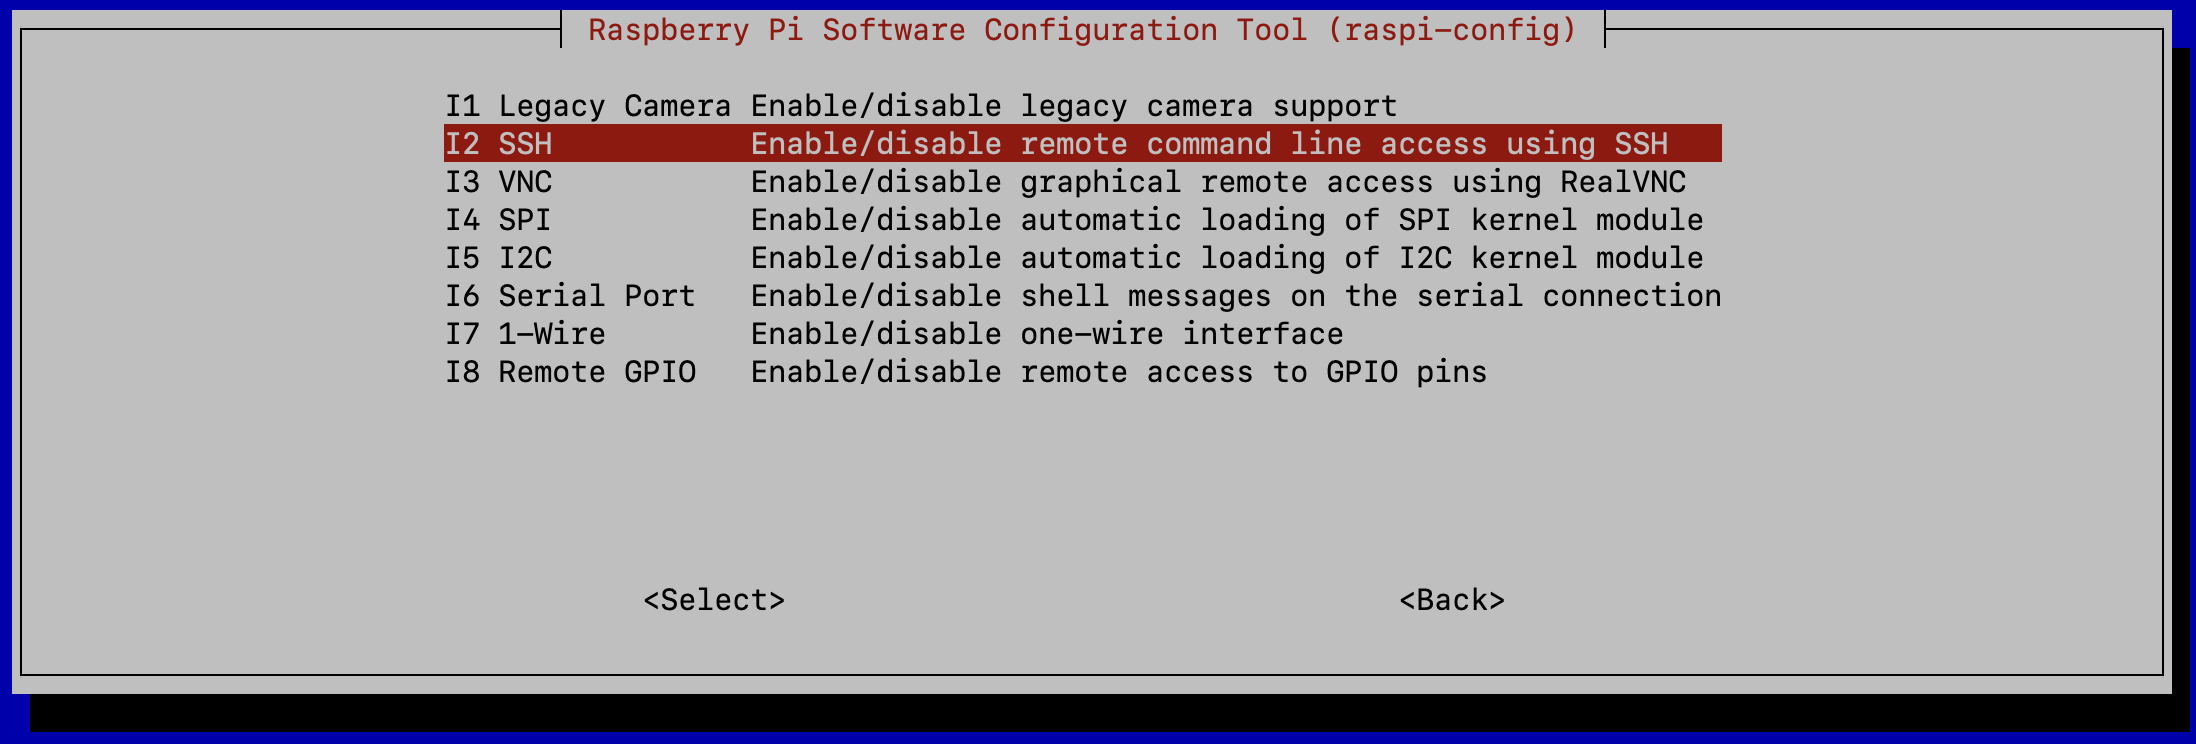 Raspberry Pi Software Configuration Tool (raspi-config)
I1 Legacy Camera Enable/disable legacy camera support
I2 SSH Enable/disable remote command line access using SSH
I3 VNC Enable/disable graphical remote access using RealVNC
I4 SPI Enable/disable automatic loading of SPI kernel module
I5 I2C Enable/disable automatic loading of I2C kernel module
I6 Serial Port Enable/disable shell messages on the serial connection
I7 1-Wire Enable/disable one-wire interface
I8 Remote GPIO Enable/disable remote access to GPIO pins
<Select> <Back>